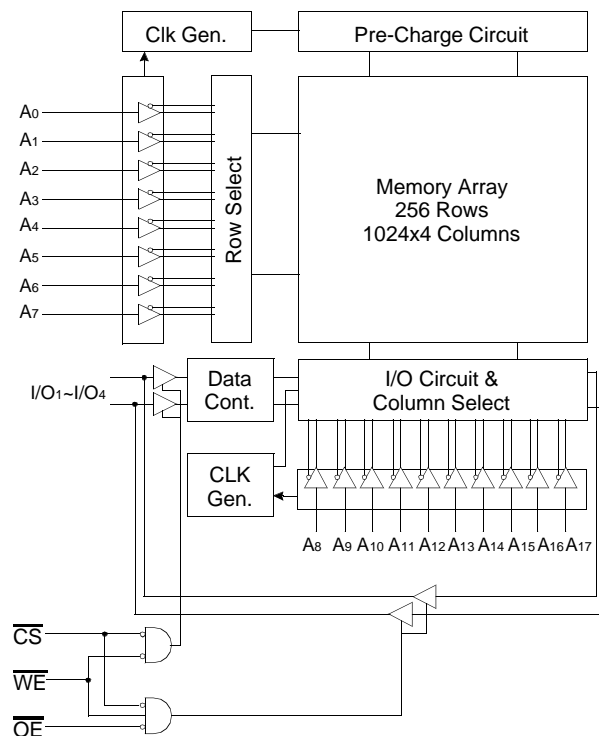 Clk Gen.
Pre-Charge Circuit
A0
A1
A2
A3
A4
A5
A6
A7
Row Select
Memory Array
256 Rows
1024x4 Columns
I/O1~I/O4
Data
Cont.
I/O Circuit &
Column Select
CLK
Gen.
A8 A9 A10 A11 A12 A13 A14 A15 A16 A17
CS
WE
OE